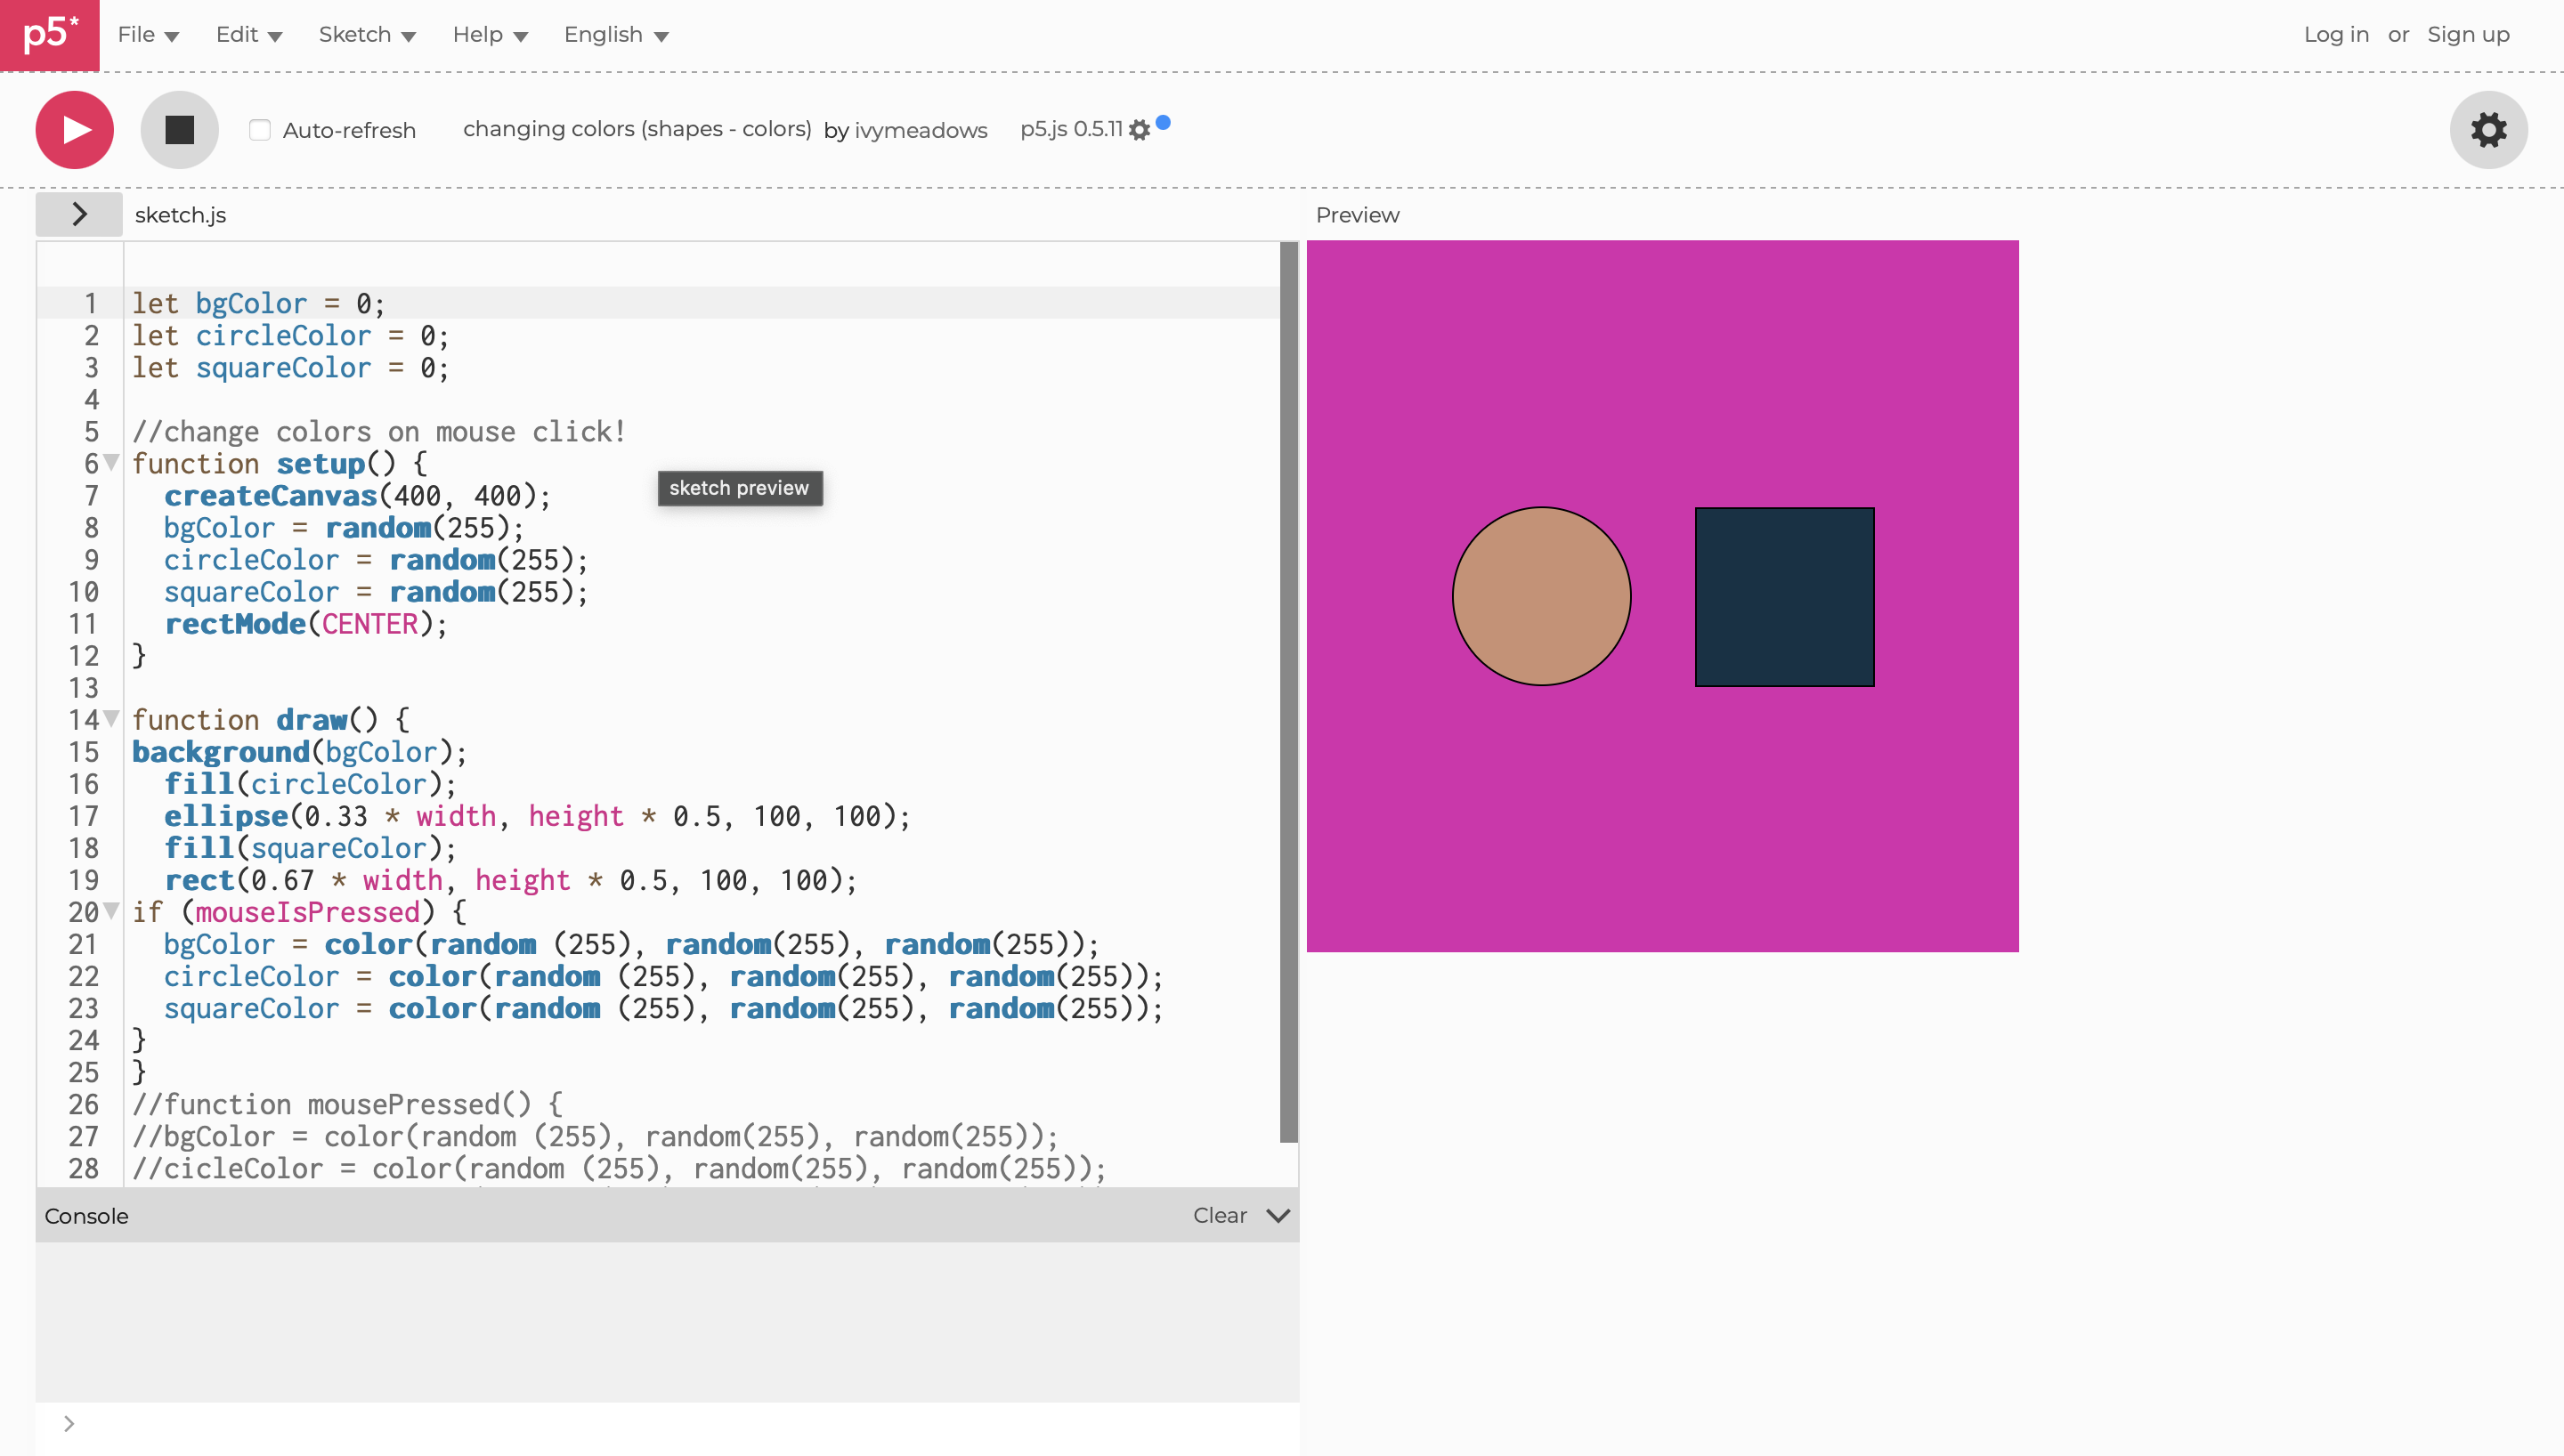 p5* File Edit Sketch Help English Log in or Sign up
Auto-refresh changing colors (shapes - colors) by ivymeadows p5.js 0.5.11
sketch.js
Preview
1 let bgColor = 0;
2 let circleColor = 0;
3 let squareColor = 0;
4
5 //change colors on mouse click!
6 function setup() {
7 createCanvas(400, 400);
sketch preview
8 bgColor = random(255);
9 circleColor = random(255);
10 squareColor = random(255);
11 rectMode(CENTER);
12 }
13
14 function draw() {
15 background(bgColor);
16 fill(circleColor);
17 ellipse(0.33 * width, height * 0.5, 100, 100);
18 fill(squareColor);
19 rect(0.67 * width, height * 0.5, 100, 100);
20 if (mouseIsPressed) {
21 bgColor = color(random (255), random(255), random(255));
22 circleColor = color(random (255), random(255), random(255));
23 squareColor = color(random (255), random(255), random(255));
24 }
25 }
26 //function mousePressed() {
27 //bgColor = color(random (255), random(255), random(255));
28 //cicleColor = color(random (255), random(255), random(255));
Console Clear
>